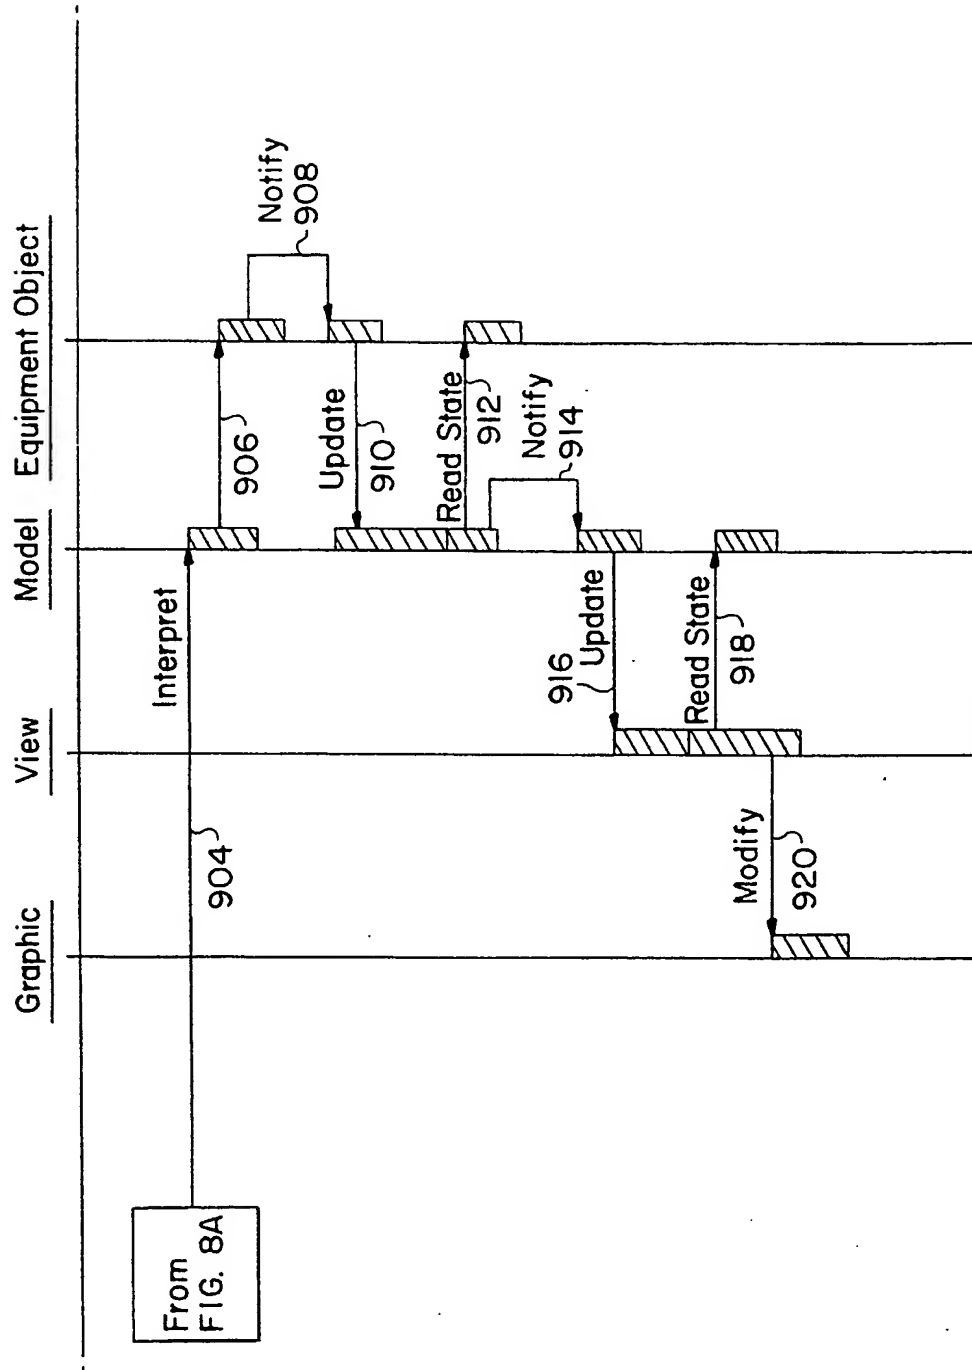 Graphic
View
Model
Equipment Object
From
FIG. 8A
904
Interpret
906
Notify
908
Update
910
Read State
912
Notify
914
916
Update
Read State
918
Modify
920